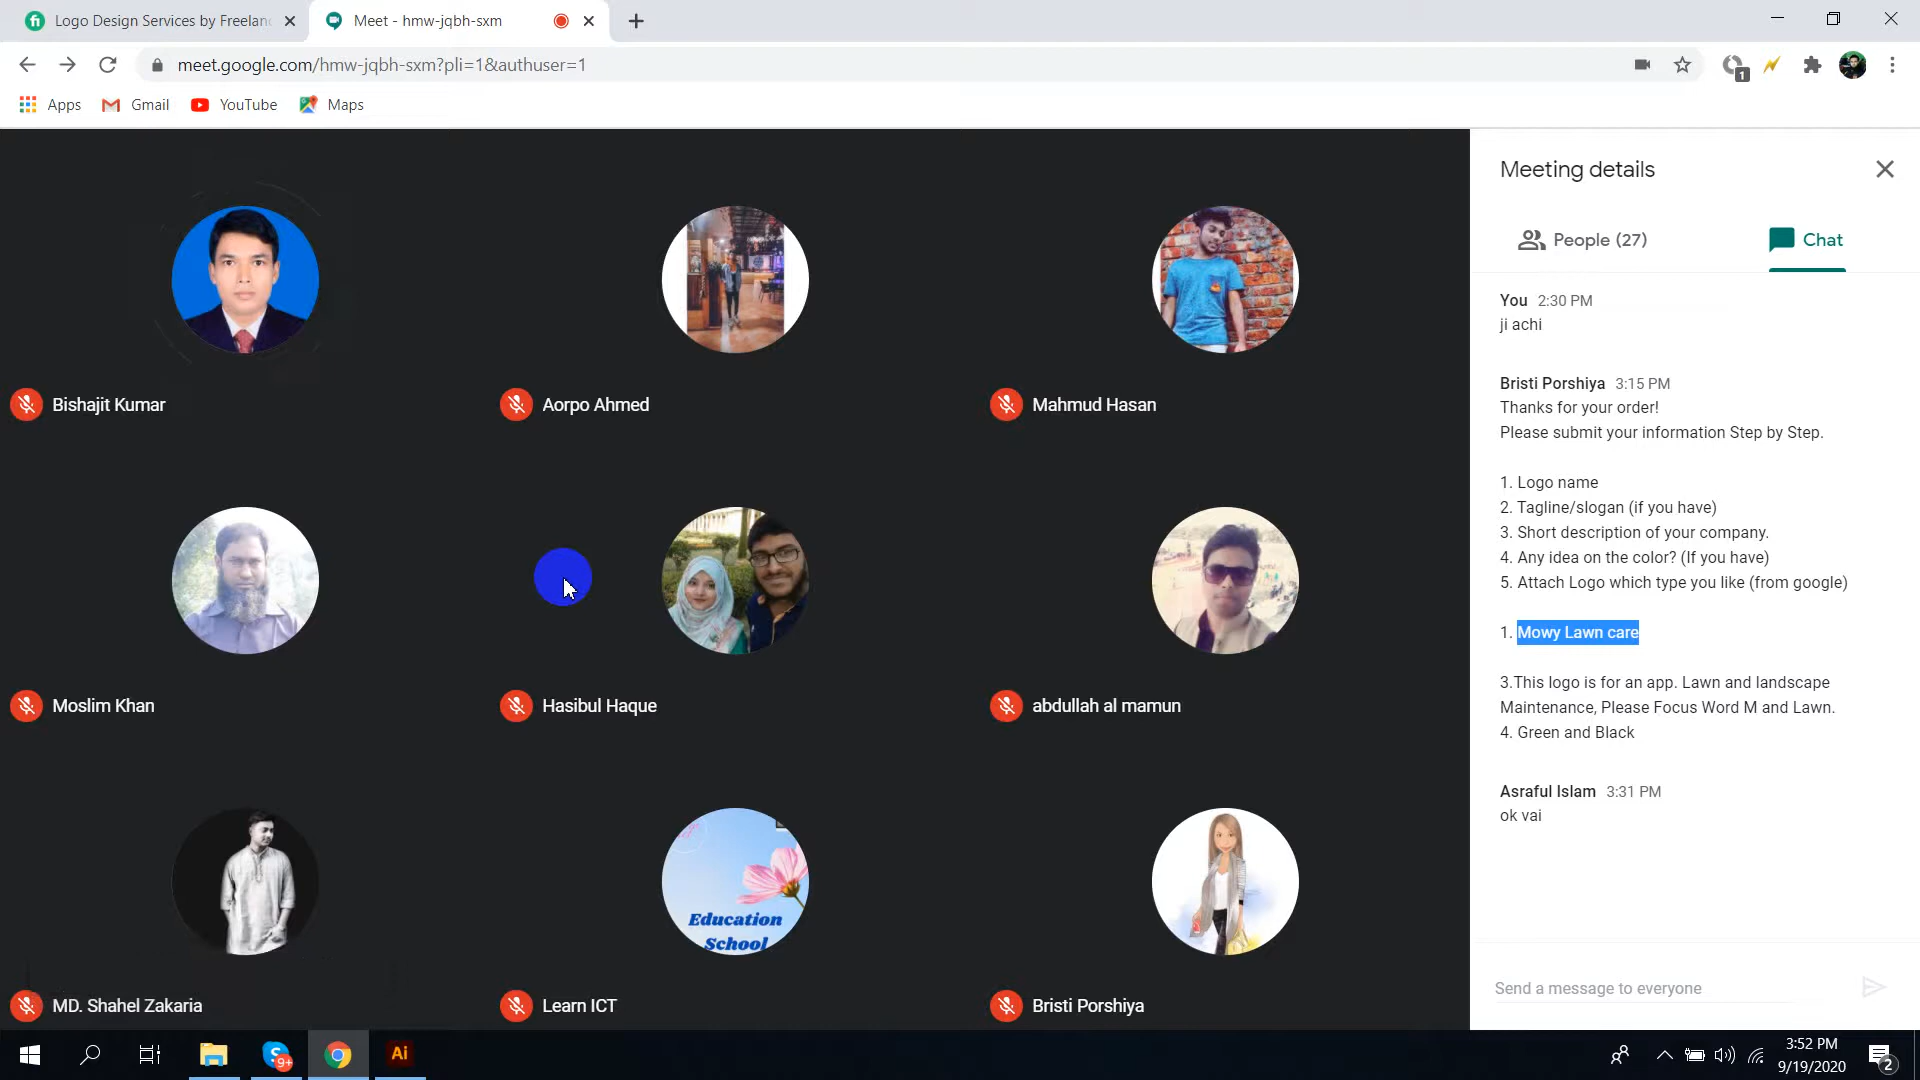 Logo Design Services by Freelan
Meet - hmw-jqbh-sxm
meet.google.com/hmw-jqbh-sxm?pli=1&authuser=1
1
Apps
Gmail
YouTube
Maps
Meeting details
People (27)
Chat
You 2:30 PM
ji achi
Bristi Porshiya 3:15 PM
Thanks for your order!
Please submit your information Step by Step.
1. Logo name
2. Tagline/slogan (if you have)
3. Short description of your company.
4. Any idea on the color? (If you have)
5. Attach Logo which type you like (from google)
1. Mowy Lawn care
3.This logo is for an app. Lawn and landscape
Maintenance, Please Focus Word M and Lawn.
4. Green and Black
Asraful Islam 3:31 PM
ok vai
Send a message to everyone
Bishajit Kumar
Aorpo Ahmed
Mahmud Hasan
Moslim Khan
Hasibul Haque
abdullah al mamun
Education
School
MD. Shahel Zakaria
Learn ICT
Bristi Porshiya
S
9+
Ai
3:52 PM
9/19/2020
2